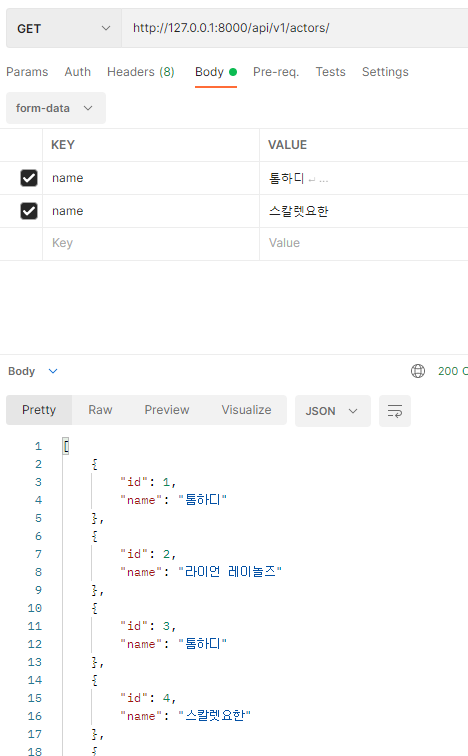 GET http://127.0.0.1:8000/api/v1/actors/
Params Auth Headers (8) Body Pre-req. Tests Settings
form-data
KEY VALUE
name 톰하디 ↵ ...
name 스칼렛요한
Key Value
Body 200 O
Pretty Raw Preview Visualize JSON
1 [
2 {
3 "id": 1,
4 "name": "톰하디"
5 },
6 {
7 "id": 2,
8 "name": "라이언 레이놀즈"
9 },
10 {
11 "id": 3,
12 "name": "톰하디"
13 },
14 {
15 "id": 4,
16 "name": "스칼렛요한"
17 },
18 {